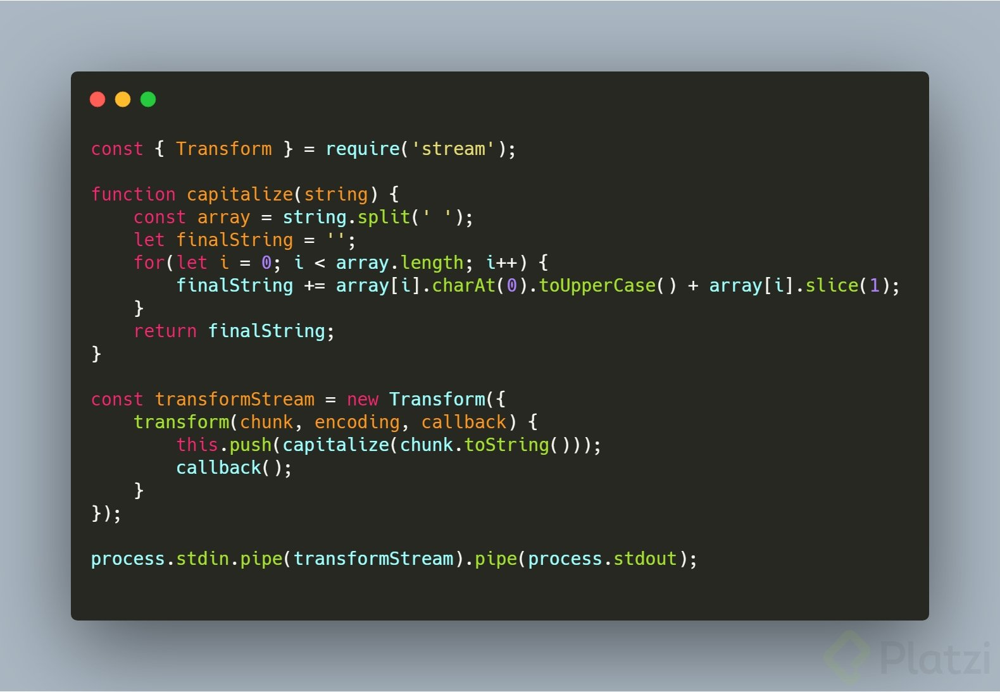 const { Transform } = require('stream');

function capitalize(string) {
    const array = string.split(' ');
    let finalString = '';
    for(let i = 0; i < array.length; i++) {
        finalString += array[i].charAt(0).toUpperCase() + array[i].slice(1);
    }
    return finalString;
}

const transformStream = new Transform({
    transform(chunk, encoding, callback) {
        this.push(capitalize(chunk.toString()));
        callback();
    }
});

process.stdin.pipe(transformStream).pipe(process.stdout);
Platzi